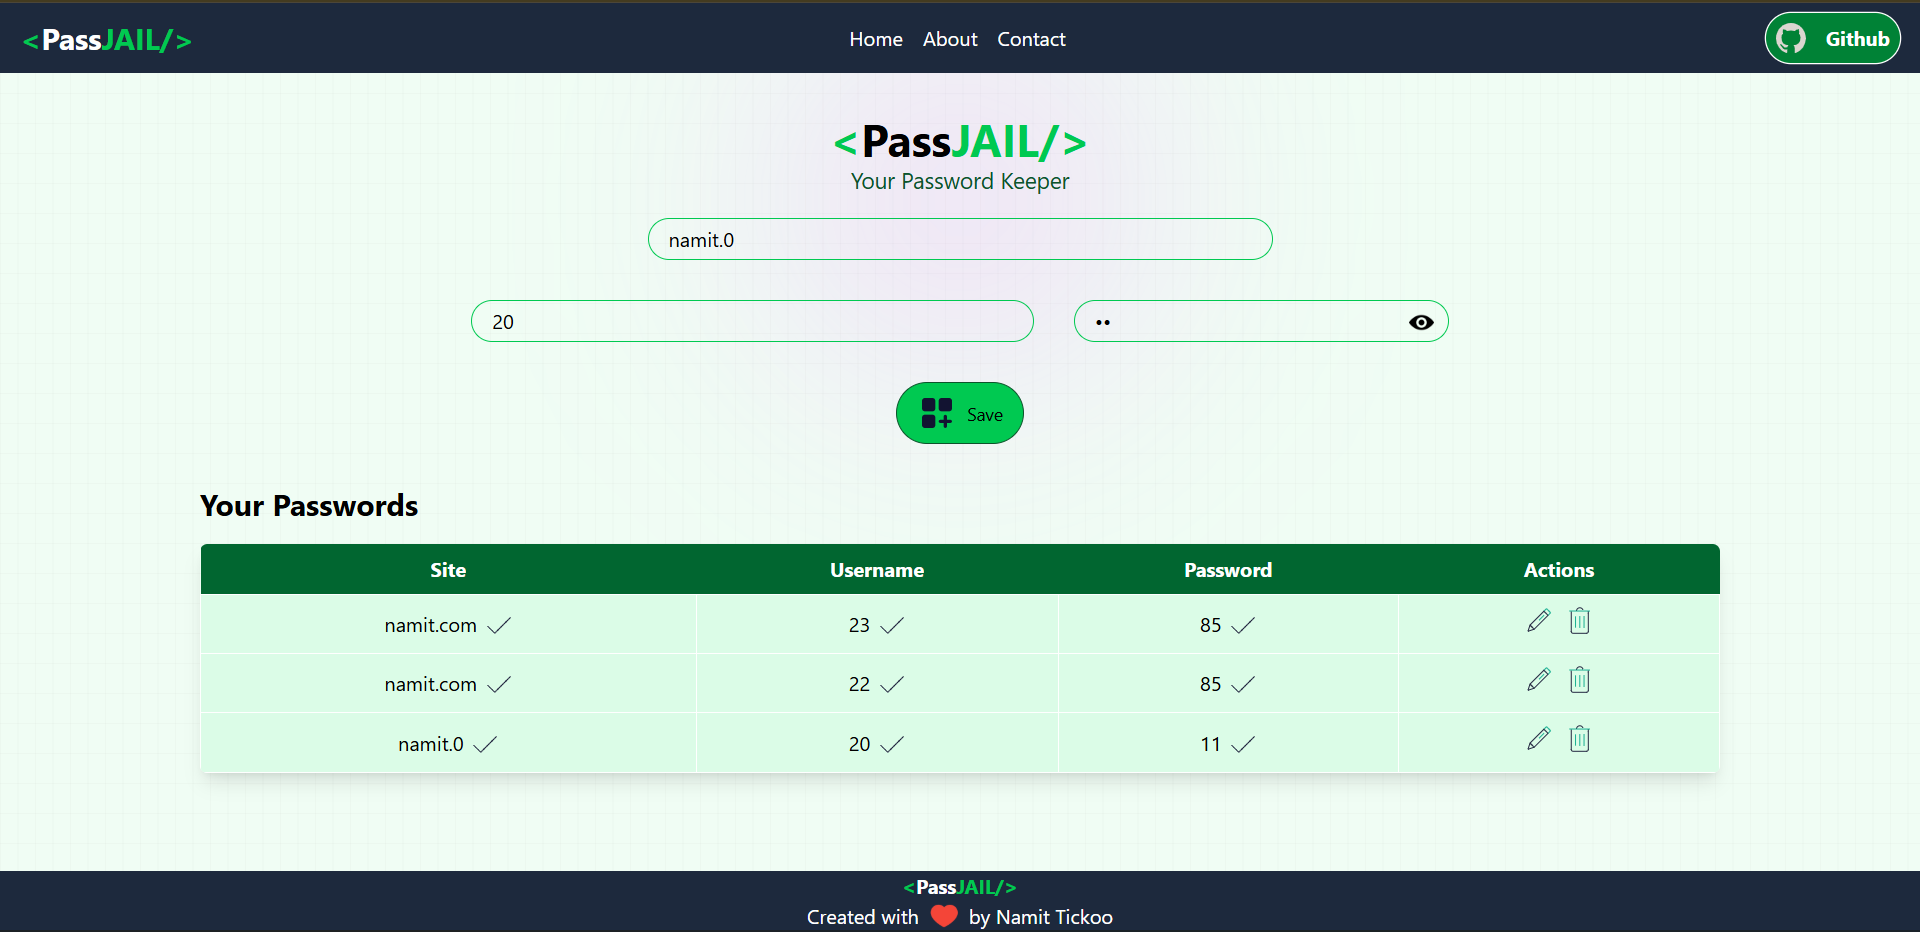 <PassJAIL/> Home About Contact Github
<PassJAIL/>
Your Password Keeper
namit.0
20 ••
Save
Your Passwords
Site Username Password Actions
namit.com 23 85
namit.com 22 85
namit.0 20 11
<PassJAIL/>
Created with ❤️ by Namit Tickoo